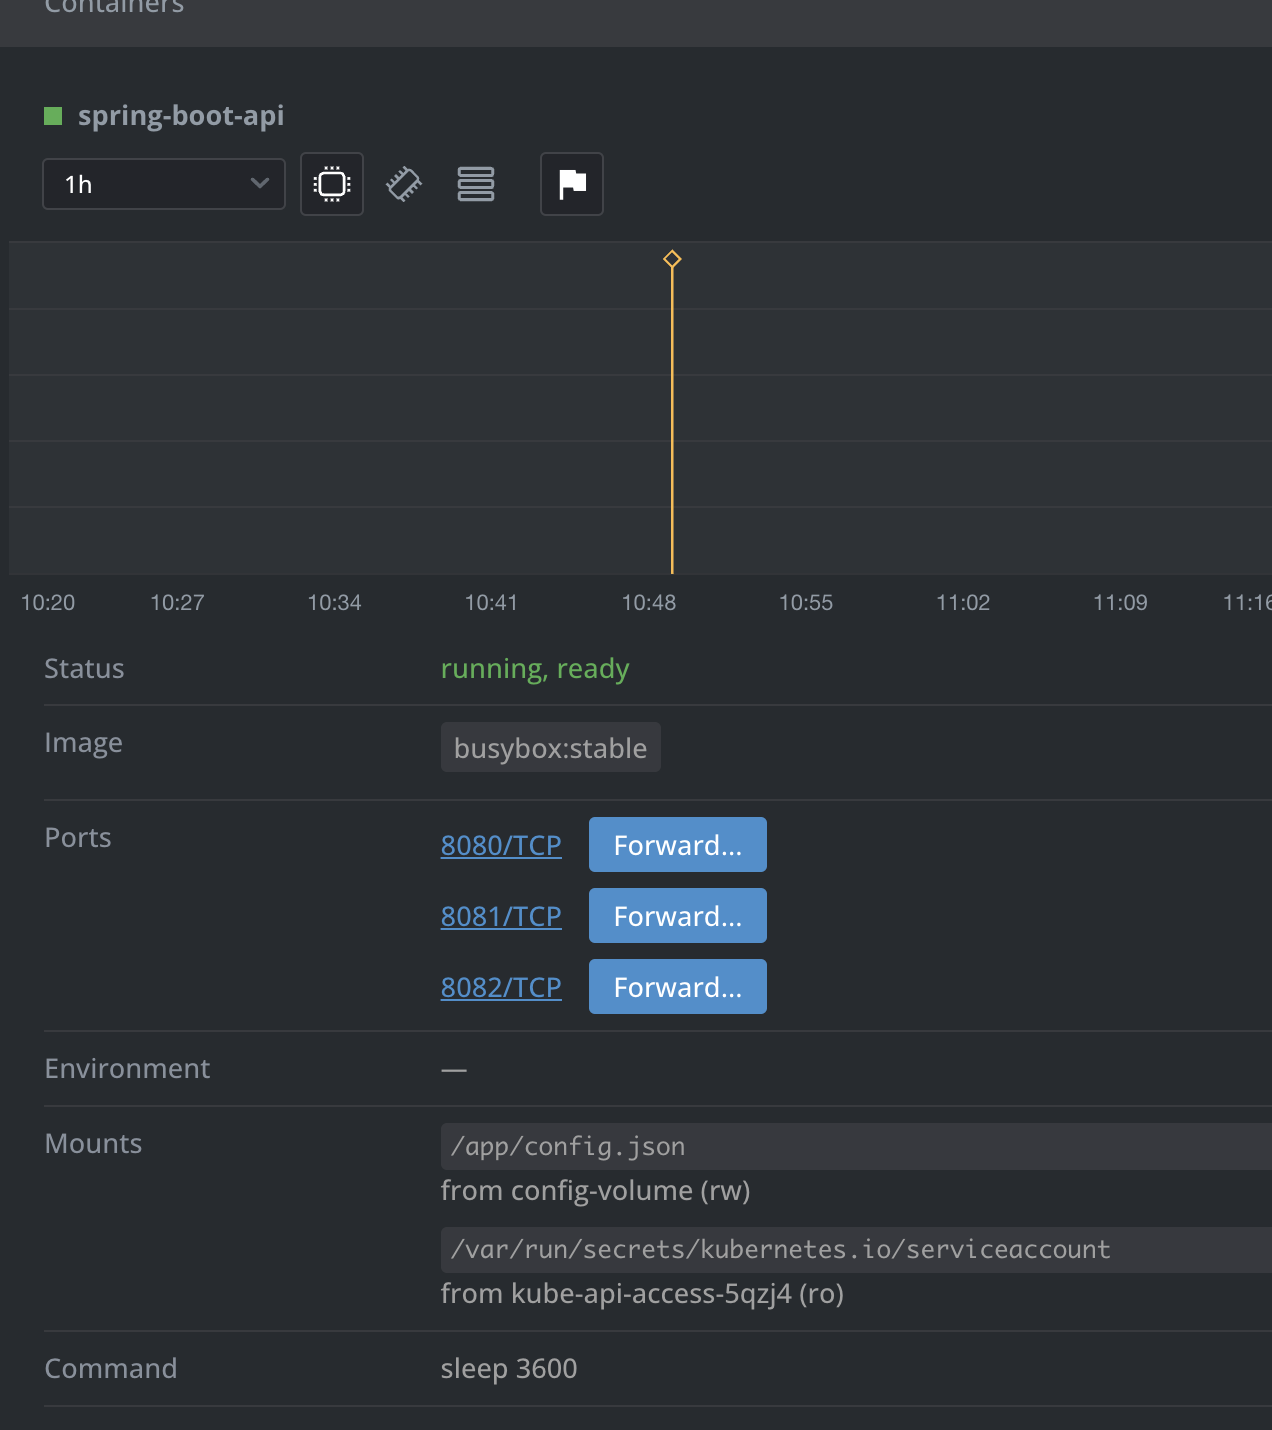 Containers
spring-boot-api
1h
10:20 10:27 10:34 10:41 10:48 10:55 11:02 11:09 11:16
Status running, ready
Image busybox:stable
Ports 8080/TCP Forward...
8081/TCP Forward...
8082/TCP Forward...
Environment —
Mounts /app/config.json
from config-volume (rw)
/var/run/secrets/kubernetes.io/serviceaccount
from kube-api-access-5qzj4 (ro)
Command sleep 3600